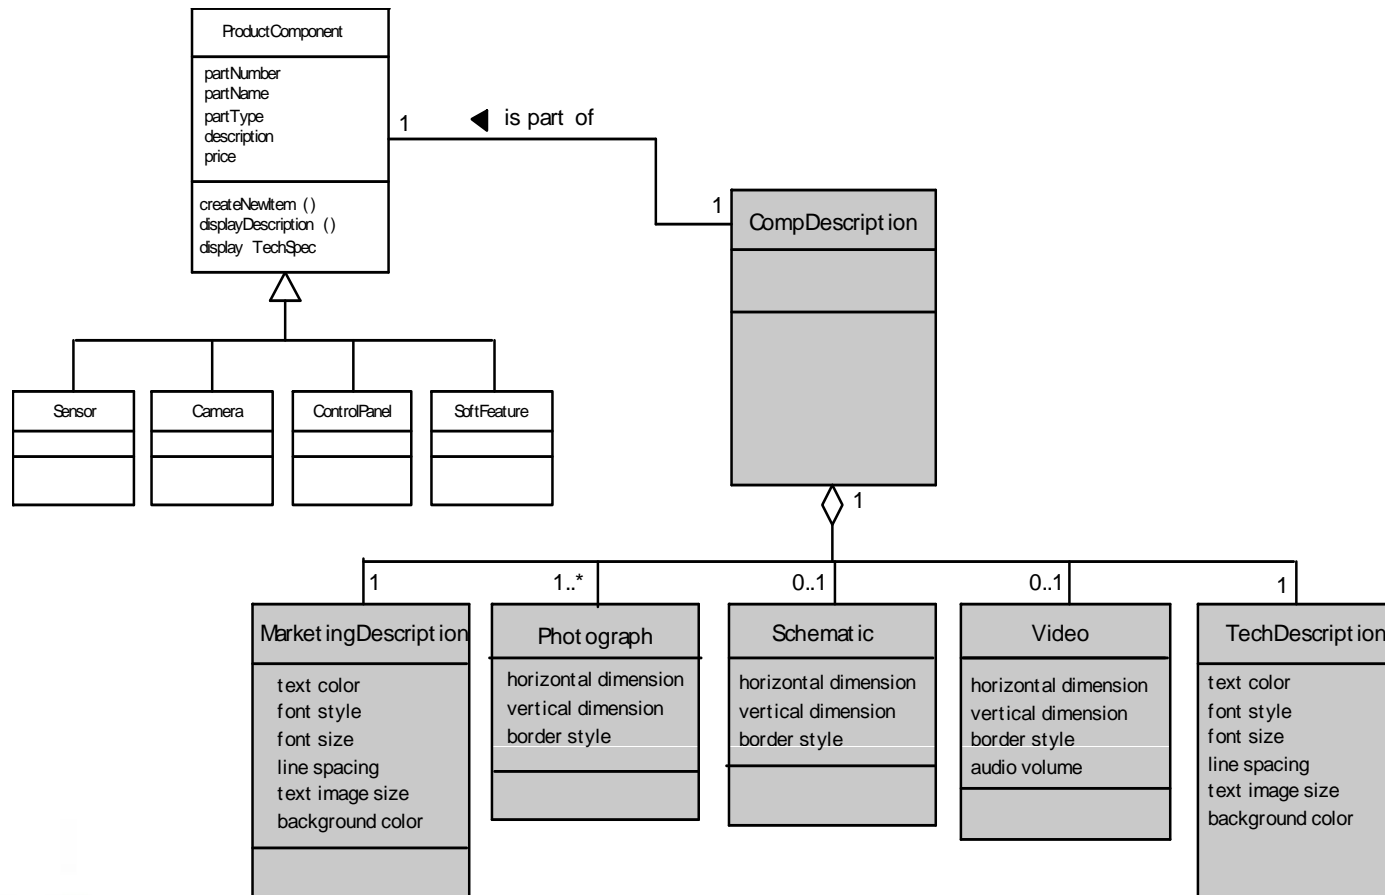 ProductComponent
partNumber
partName
partType
description
price
createNewItem ()
displayDescription ()
display TechSpec
1
◀ is part of
1
CompDescription
Sensor
Camera
ControlPanel
SoftFeature
1
1
1..*
0..1
0..1
1
MarketingDescription
text color
font style
font size
line spacing
text image size
background color
Photograph
horizontal dimension
vertical dimension
border style
Schematic
horizontal dimension
vertical dimension
border style
Video
horizontal dimension
vertical dimension
border style
audio volume
TechDescription
text color
font style
font size
line spacing
text image size
background color